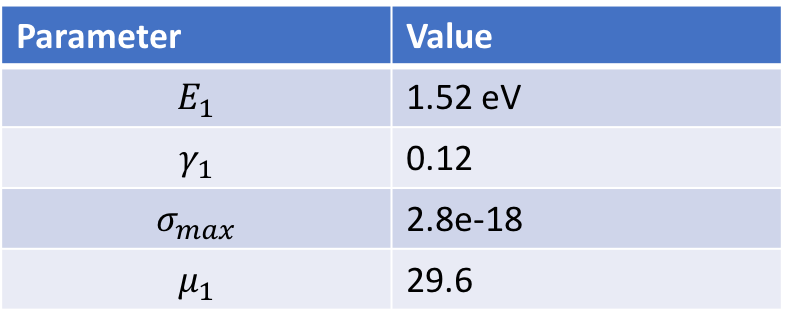 Parameter Value
𝐸₁ 1.52 eV
𝛾₁ 0.12
𝜎ₘₐₓ 2.8e-18
𝜇₁ 29.6